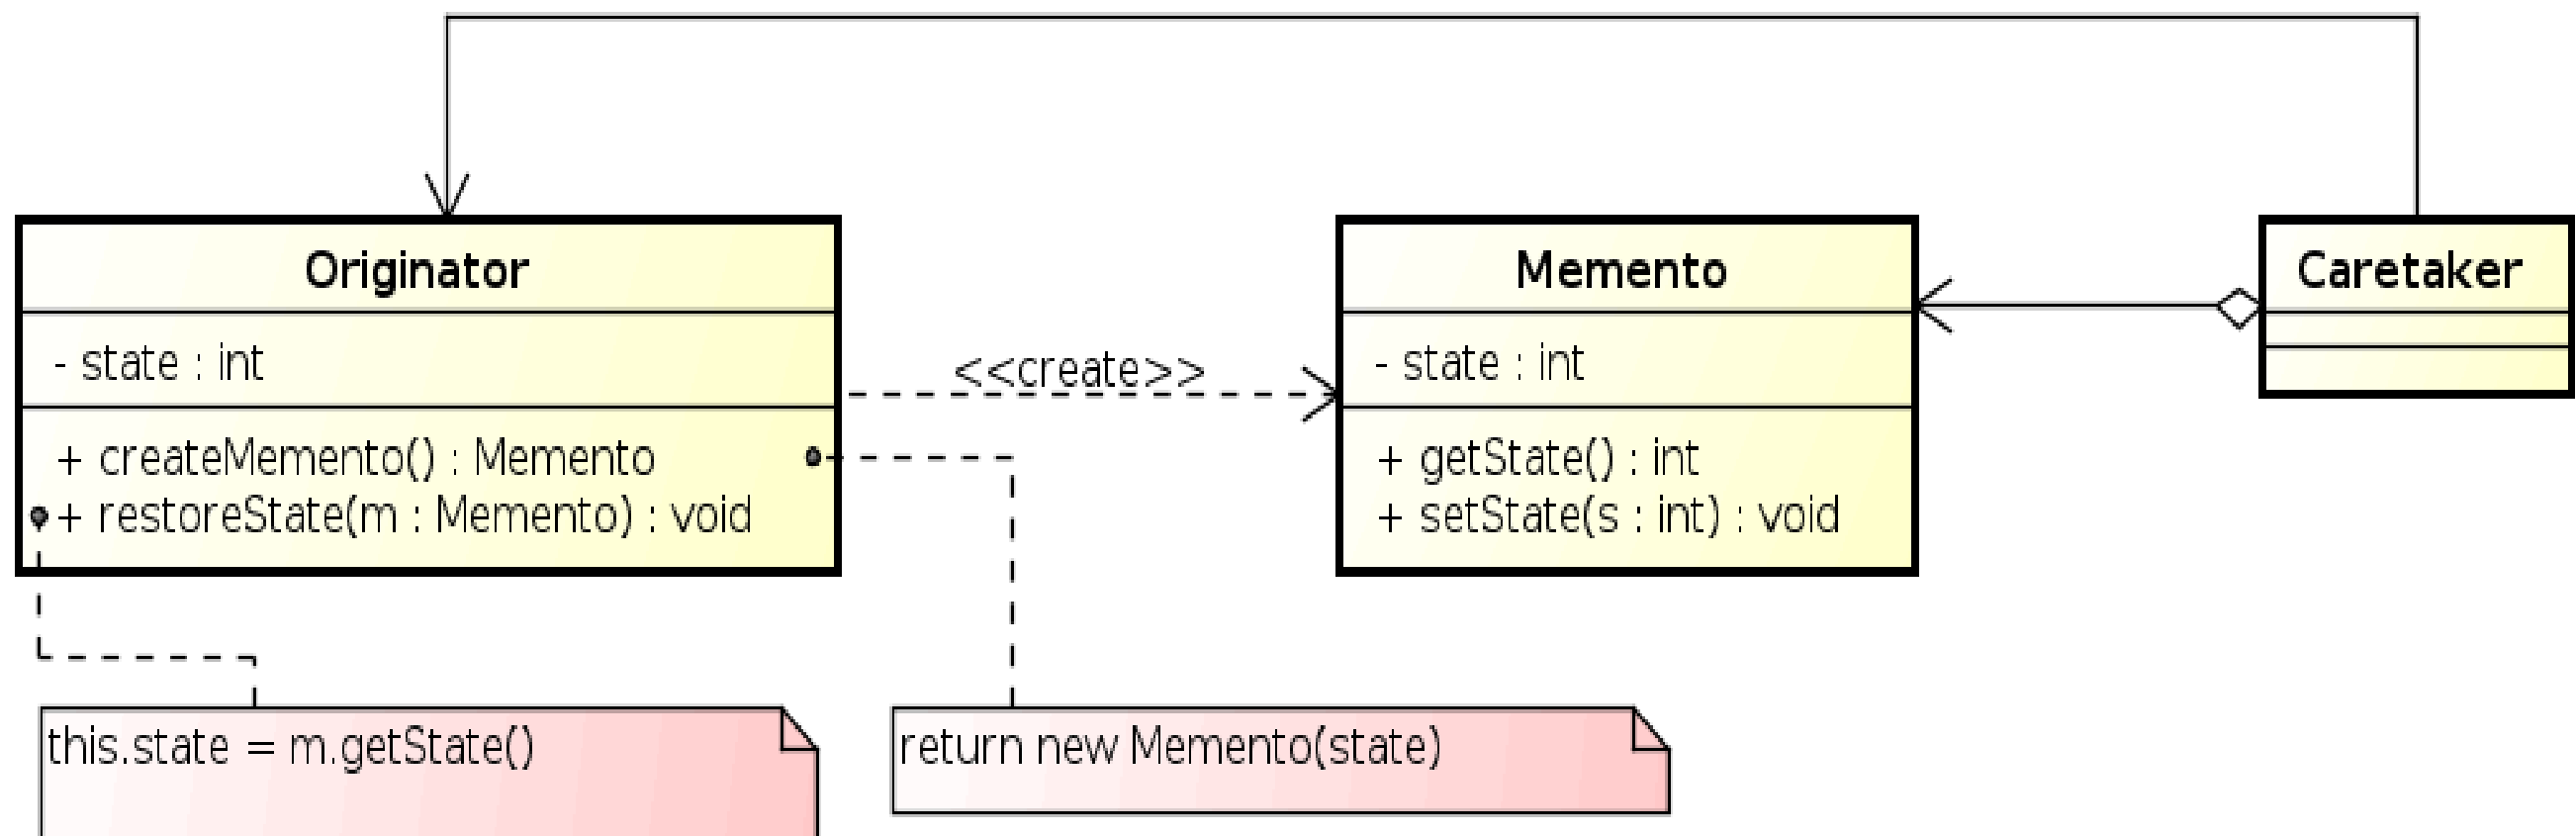 Originator
- state : int
+ createMemento() : Memento
+ restoreState(m : Memento) : void
<<create>>
Memento
- state : int
+ getState() : int
+ setState(s : int) : void
Caretaker
this.state = m.getState()
return new Memento(state)